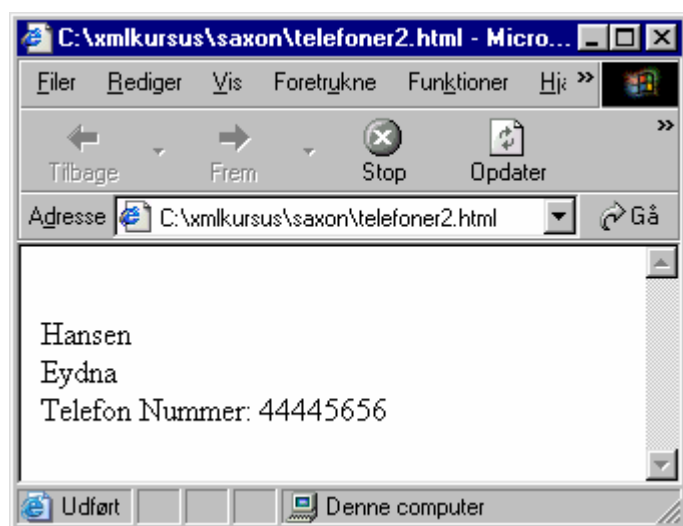 C:\xmlkursus\saxon\telefoner2.html - Micro...
Filer Rediger Vis Foretrukne Funktioner »
Tilbage Frem Stop Opdater »
Adresse C:\xmlkursus\saxon\telefoner2.html Gå
Hansen
Eydna
Telefon Nummer: 44445656
Udført Denne computer